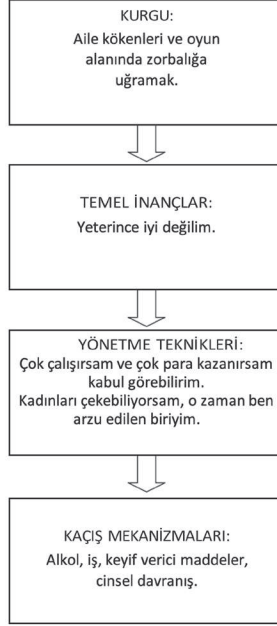 KURGU:
Aile kökenleri ve oyun
alanında zorbalığa
uğramak.
TEMEL İNANÇLAR:
Yeterince iyi değilim.
YÖNETME TEKNİKLERİ:
Çok çalışırsam ve çok para kazanırsam
kabul görebilirim.
Kadınları çekebiliyorsam, o zaman ben
arzu edilen biriyim.
KAÇIŞ MEKANİZMALARI:
Alkol, iş, keyif verici maddeler,
cinsel davranış.